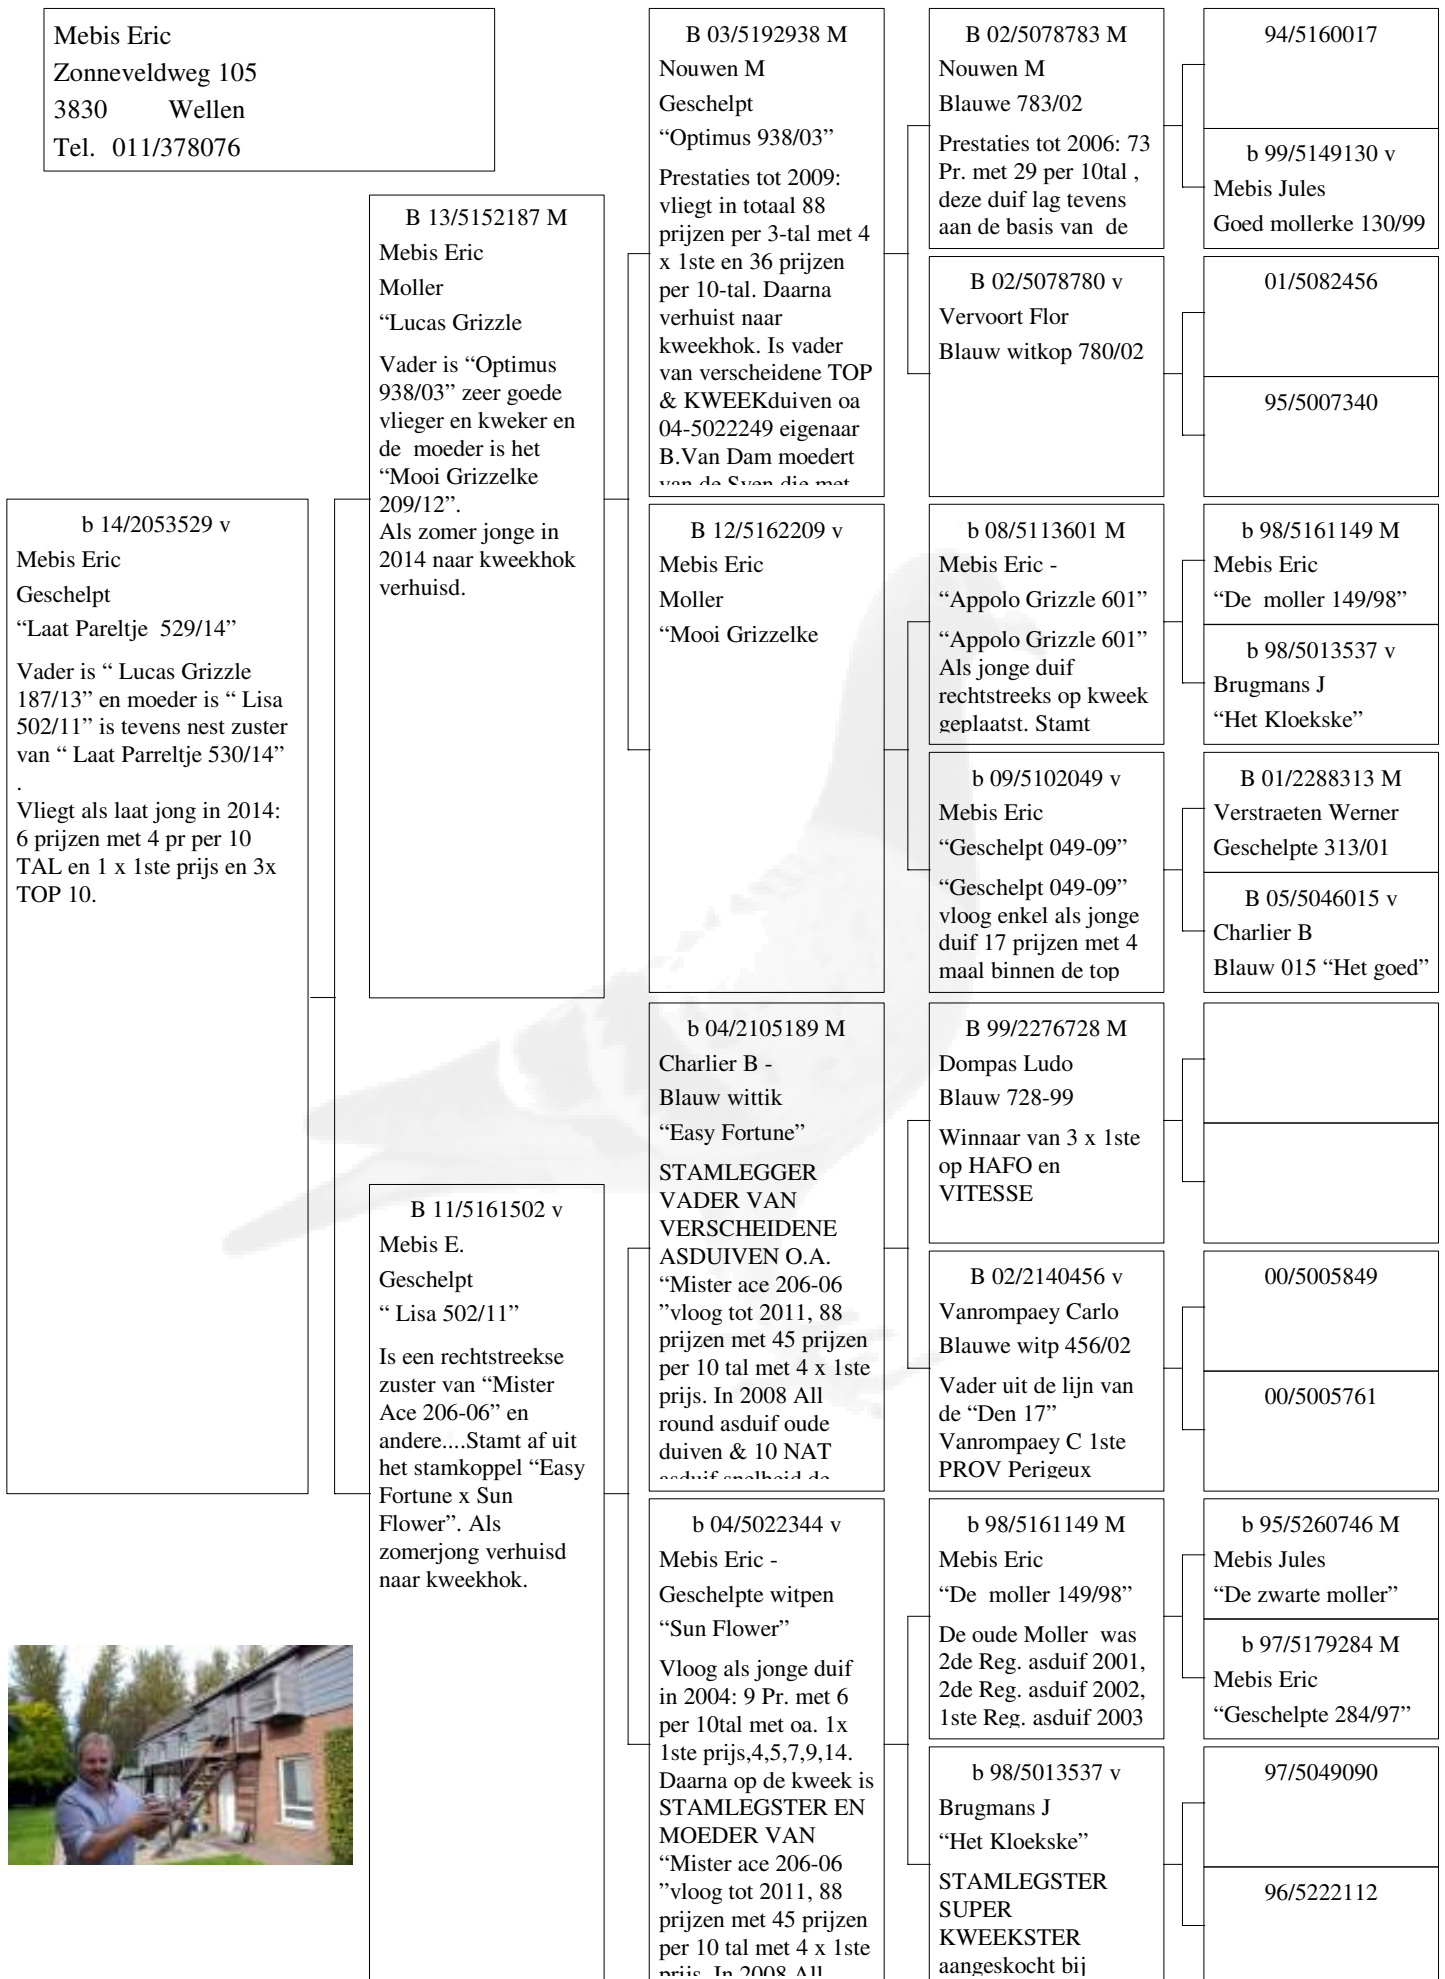 Mebis Eric
Zonneveldweg 105
3830 Wellen
Tel. 011/378076
b 14/2053529 v
Mebis Eric
Geschelpt
“Laat Pareltje 529/14”
Vader is “ Lucas Grizzle
187/13” en moeder is “ Lisa
502/11” is tevens nest zuster
van “ Laat Parreltje 530/14”
.
Vliegt als laat jong in 2014:
6 prijzen met 4 pr per 10
TAL en 1 x 1ste prijs en 3x
TOP 10.
B 13/5152187 M
Mebis Eric
Moller
“Lucas Grizzle
Vader is “Optimus
938/03” zeer goede
vlieger en kweker en
de moeder is het
“Mooi Grizzelke
209/12”.
Als zomer jonge in
2014 naar kweekhok
verhuisd.
B 11/5161502 v
Mebis E.
Geschelpt
“ Lisa 502/11”
Is een rechtstreekse
zuster van “Mister
Ace 206-06” en
andere....Stamt af uit
het stamkoppel “Easy
Fortune x Sun
Flower”. Als
zomerjong verhuisd
naar kweekhok.
B 03/5192938 M
Nouwen M
Geschelpt
“Optimus 938/03”
Prestaties tot 2009:
vliegt in totaal 88
prijzen per 3-tal met 4
x 1ste en 36 prijzen
per 10-tal. Daarna
verhuist naar
kweekhok. Is vader
van verscheidene TOP
& KWEEKduiven oa
04-5022249 eigenaar
B.Van Dam moedert
van de Sven die met
B 12/5162209 v
Mebis Eric
Moller
“Mooi Grizzelke
b 04/2105189 M
Charlier B -
Blauw wittik
“Easy Fortune”
STAMLEGGER
VADER VAN
VERSCHEIDENE
ASDUIVEN O.A.
“Mister ace 206-06
”vloog tot 2011, 88
prijzen met 45 prijzen
per 10 tal met 4 x 1ste
prijs. In 2008 All
round asduif oude
duiven & 10 NAT
asduif snelheid de
b 04/5022344 v
Mebis Eric -
Geschelpte witpen
“Sun Flower”
Vloog als jonge duif
in 2004: 9 Pr. met 6
per 10tal met oa. 1x
1ste prijs,4,5,7,9,14.
Daarna op de kweek is
STAMLEGSTER EN
MOEDER VAN
“Mister ace 206-06
”vloog tot 2011, 88
prijzen met 45 prijzen
per 10 tal met 4 x 1ste
prijs. In 2008 All
B 02/5078783 M
Nouwen M
Blauwe 783/02
Prestaties tot 2006: 73
Pr. met 29 per 10tal ,
deze duif lag tevens
aan de basis van de
B 02/5078780 v
Vervoort Flor
Blauw witkop 780/02
b 08/5113601 M
Mebis Eric -
“Appolo Grizzle 601”
“Appolo Grizzle 601”
Als jonge duif
rechtstreeks op kweek
geplaatst. Stamt
b 09/5102049 v
Mebis Eric
“Geschelpt 049-09”
“Geschelpt 049-09”
vloog enkel als jonge
duif 17 prijzen met 4
maal binnen de top
B 99/2276728 M
Dompas Ludo
Blauw 728-99
Winnaar van 3 x 1ste
op HAFO en
VITESSE
B 02/2140456 v
Vanrompaey Carlo
Blauwe witp 456/02
Vader uit de lijn van
de “Den 17”
Vanrompaey C 1ste
PROV Perigeux
b 98/5161149 M
Mebis Eric
“De moller 149/98”
De oude Moller was
2de Reg. asduif 2001,
2de Reg. asduif 2002,
1ste Reg. asduif 2003
b 98/5013537 v
Brugmans J
“Het Kloekske”
STAMLEGSTER
SUPER
KWEEKSTER
aangeskocht bij
94/5160017
b 99/5149130 v
Mebis Jules
Goed mollerke 130/99
01/5082456
95/5007340
b 98/5161149 M
Mebis Eric
“De moller 149/98”
b 98/5013537 v
Brugmans J
“Het Kloekske”
B 01/2288313 M
Verstraeten Werner
Geschelpte 313/01
B 05/5046015 v
Charlier B
Blauw 015 “Het goed”
00/5005849
00/5005761
b 95/5260746 M
Mebis Jules
“De zwarte moller”
b 97/5179284 M
Mebis Eric
“Geschelpte 284/97”
97/5049090
96/5222112